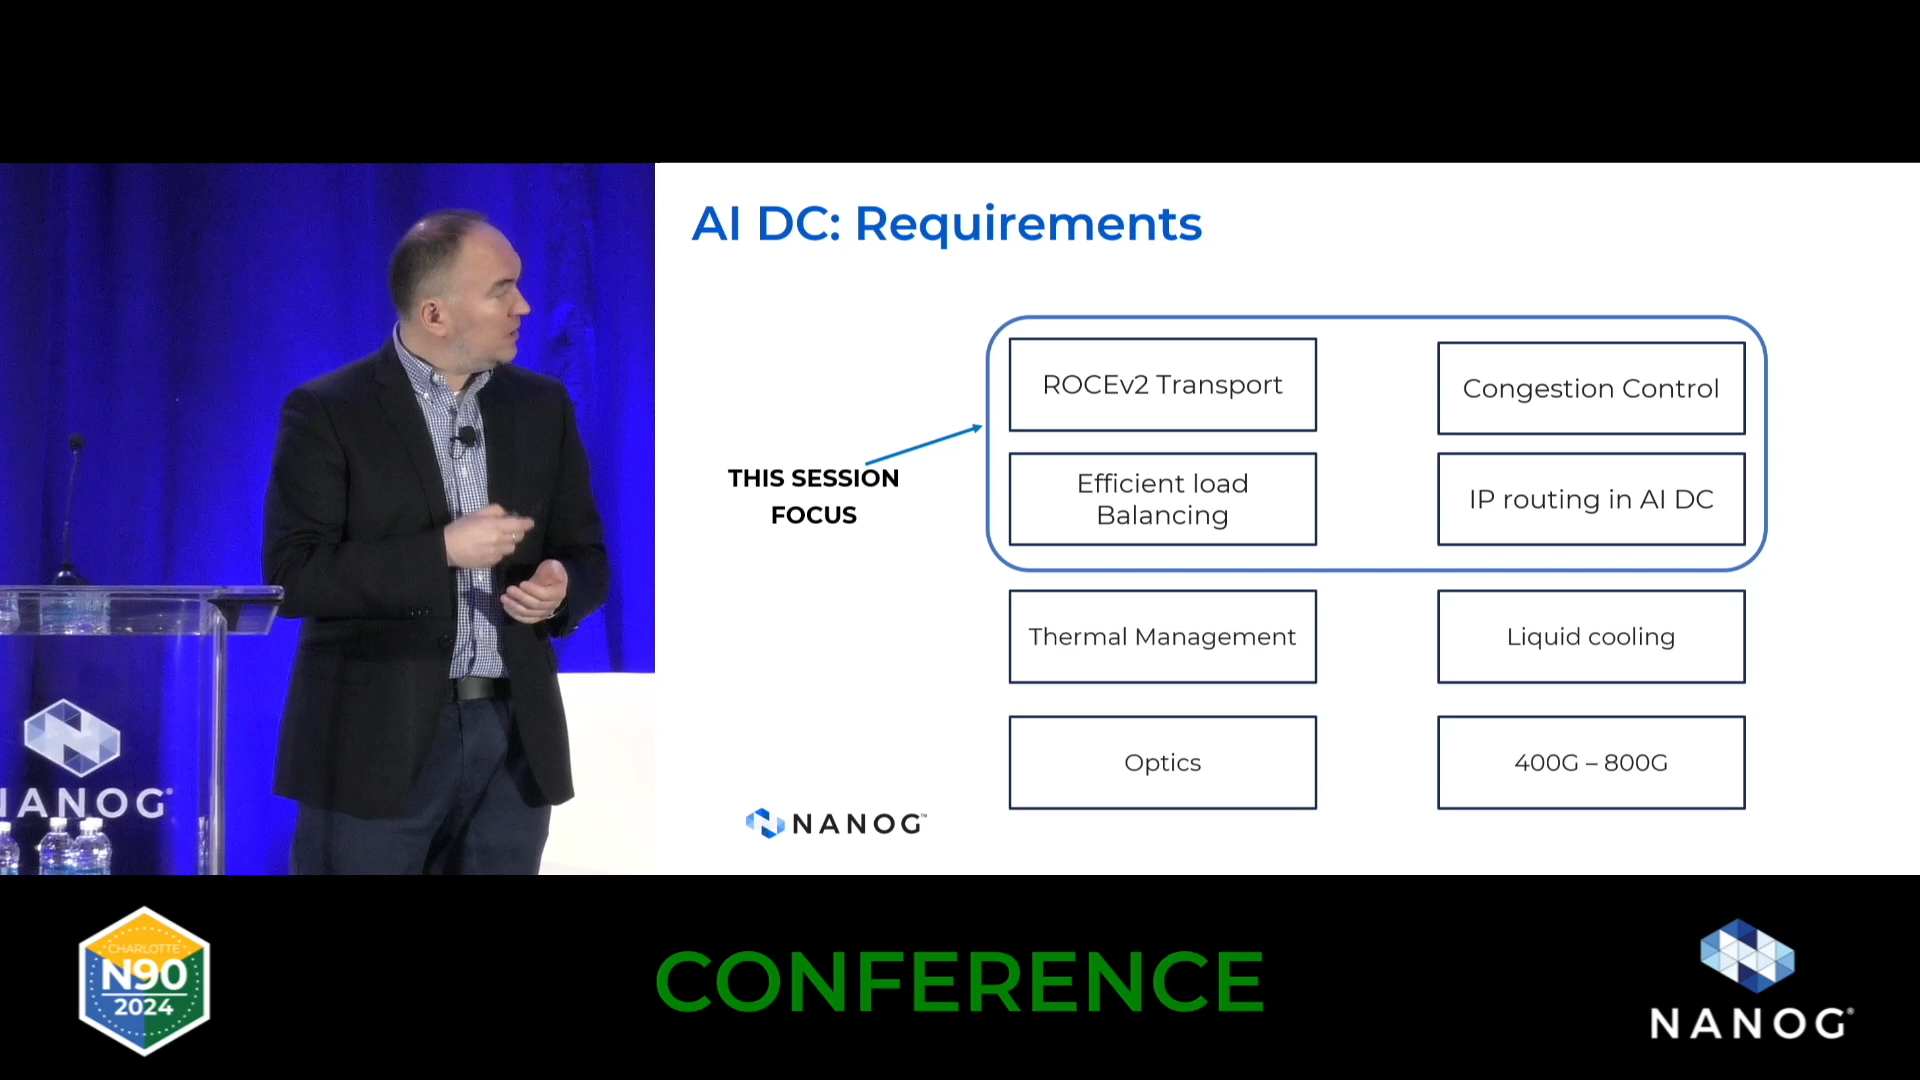 AI DC: Requirements
ROCEv2 Transport
Congestion Control
THIS SESSION
FOCUS
Efficient load
Balancing
IP routing in AI DC
Thermal Management
Liquid cooling
Optics
400G – 800G
NANOG™
NANOG®
CHARLOTTE
N90
2024
CONFERENCE
NANOG®